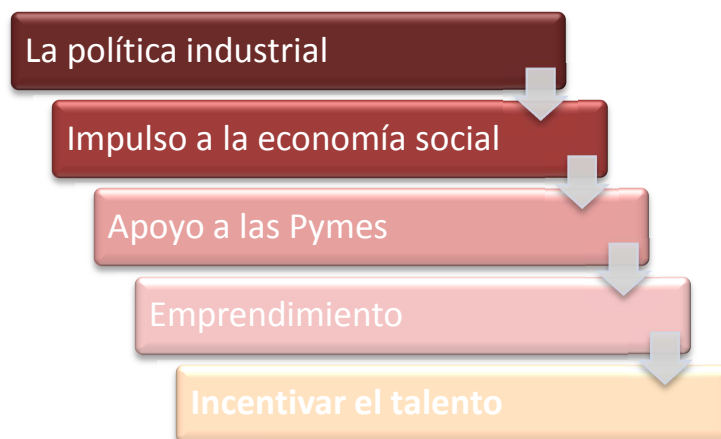 La política industrial
Impulso a la economía social
Apoyo a las Pymes
Emprendimiento
Incentivar el talento